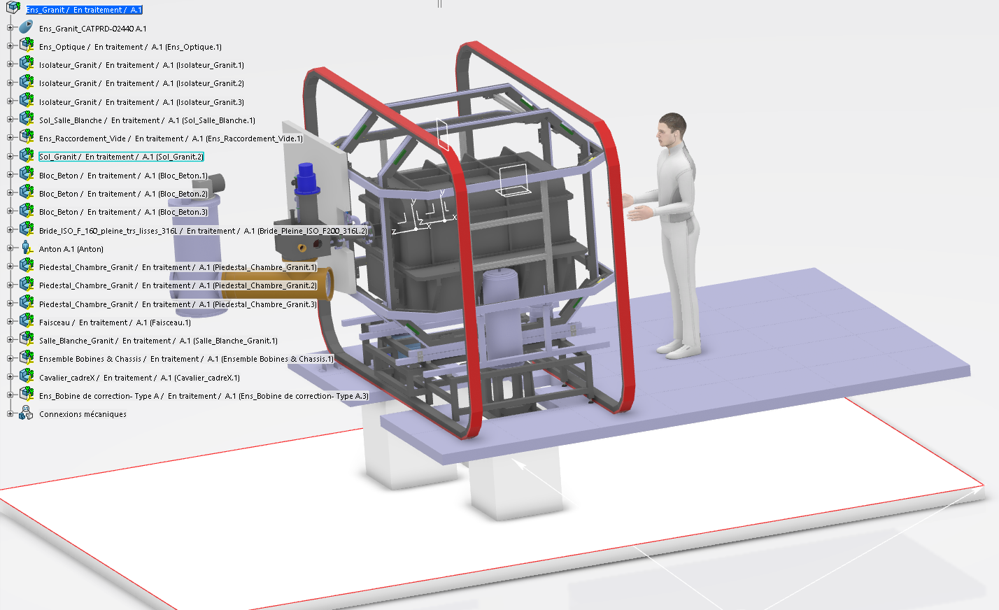 Ens_Granit / En traitement / A.1
Ens_Granit_CATPRD-02440 A.1
Ens_Optique / En traitement / A.1 (Ens_Optique.1)
Isolateur_Granit / En traitement / A.1 (Isolateur_Granit.1)
Isolateur_Granit / En traitement / A.1 (Isolateur_Granit.2)
Isolateur_Granit / En traitement / A.1 (Isolateur_Granit.3)
Sol_Salle_Blanche / En traitement / A.1 (Sol_Salle_Blanche.1)
Ens_Raccordement_Vide / En traitement / A.1 (Ens_Raccordement_Vide.1)
Sol_Granit / En traitement / A.1 (Sol_Granit.2)
Bloc_Beton / En traitement / A.1 (Bloc_Beton.1)
Bloc_Beton / En traitement / A.1 (Bloc_Beton.2)
Bloc_Beton / En traitement / A.1 (Bloc_Beton.3)
Bride_ISO_F_160_pleine_trs_lisses_316L / En traitement / A.1 (Bride_Pleine_ISO_F200_316L.2)
Anton A.1 (Anton)
Piedestal_Chambre_Granit / En traitement / A.1 (Piedestal_Chambre_Granit.1)
Piedestal_Chambre_Granit / En traitement / A.1 (Piedestal_Chambre_Granit.2)
Piedestal_Chambre_Granit / En traitement / A.1 (Piedestal_Chambre_Granit.3)
Faisceau / En traitement / A.1 (Faisceau.1)
Salle_Blanche_Granit / En traitement / A.1 (Salle_Blanche_Granit.1)
Ensemble Bobines & Chassis / En traitement / A.1 (Ensemble Bobines & Chassis.1)
Cavalier_cadreX / En traitement / A.1 (Cavalier_cadreX.1)
Ens_Bobine de correction- Type A / En traitement / A.1 (Ens_Bobine de correction- Type A.3)
Connexions mécaniques
y
y
z
x
z
x